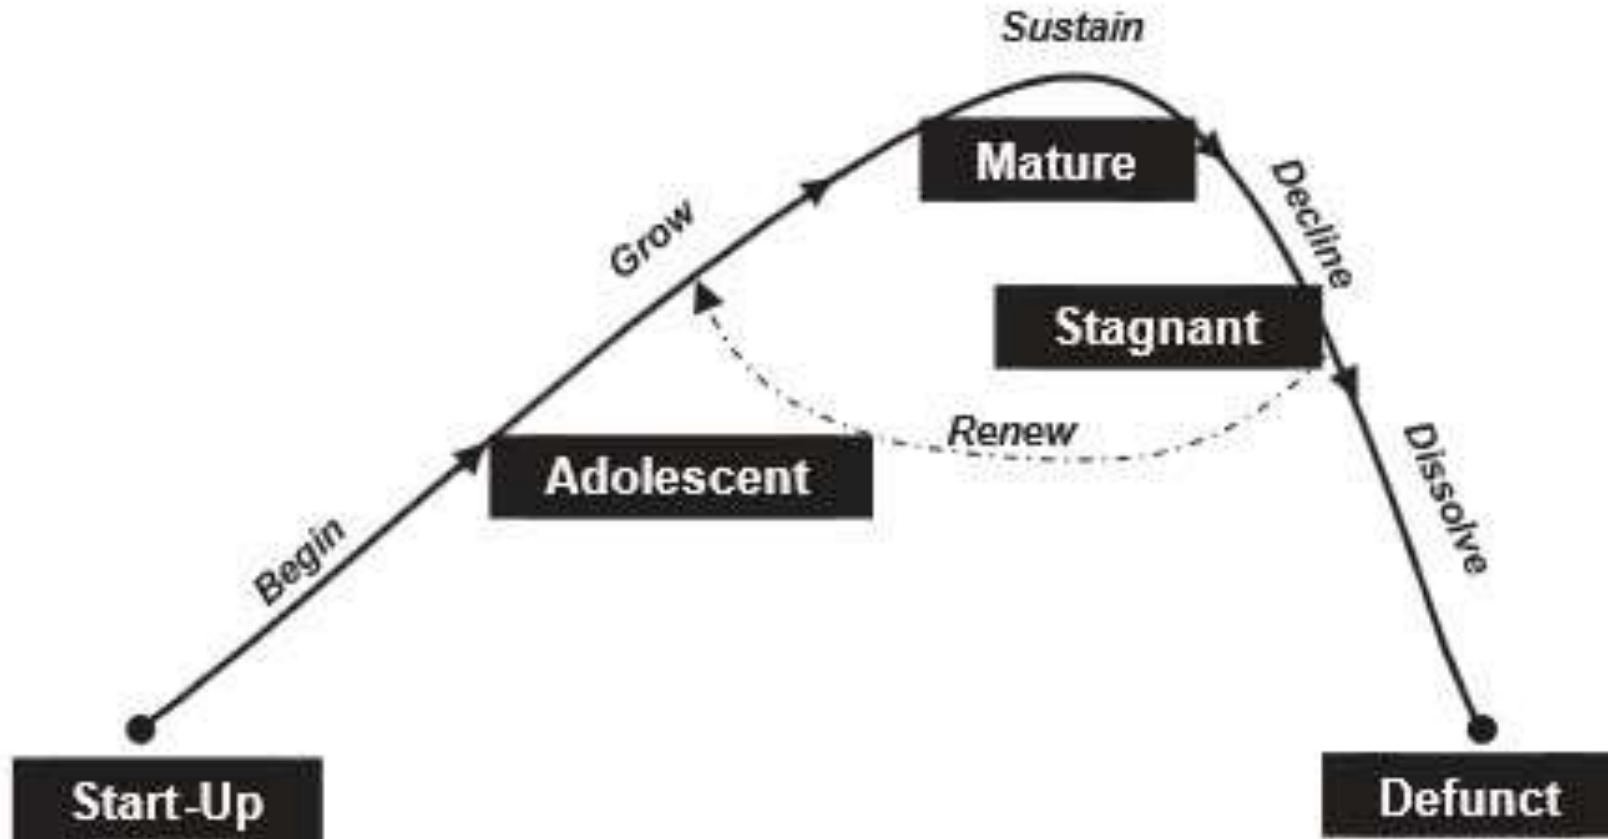 Sustain
Mature
Decline
Grow
Stagnant
Renew
Adolescent
Dissolve
Begin
Start-Up
Defunct